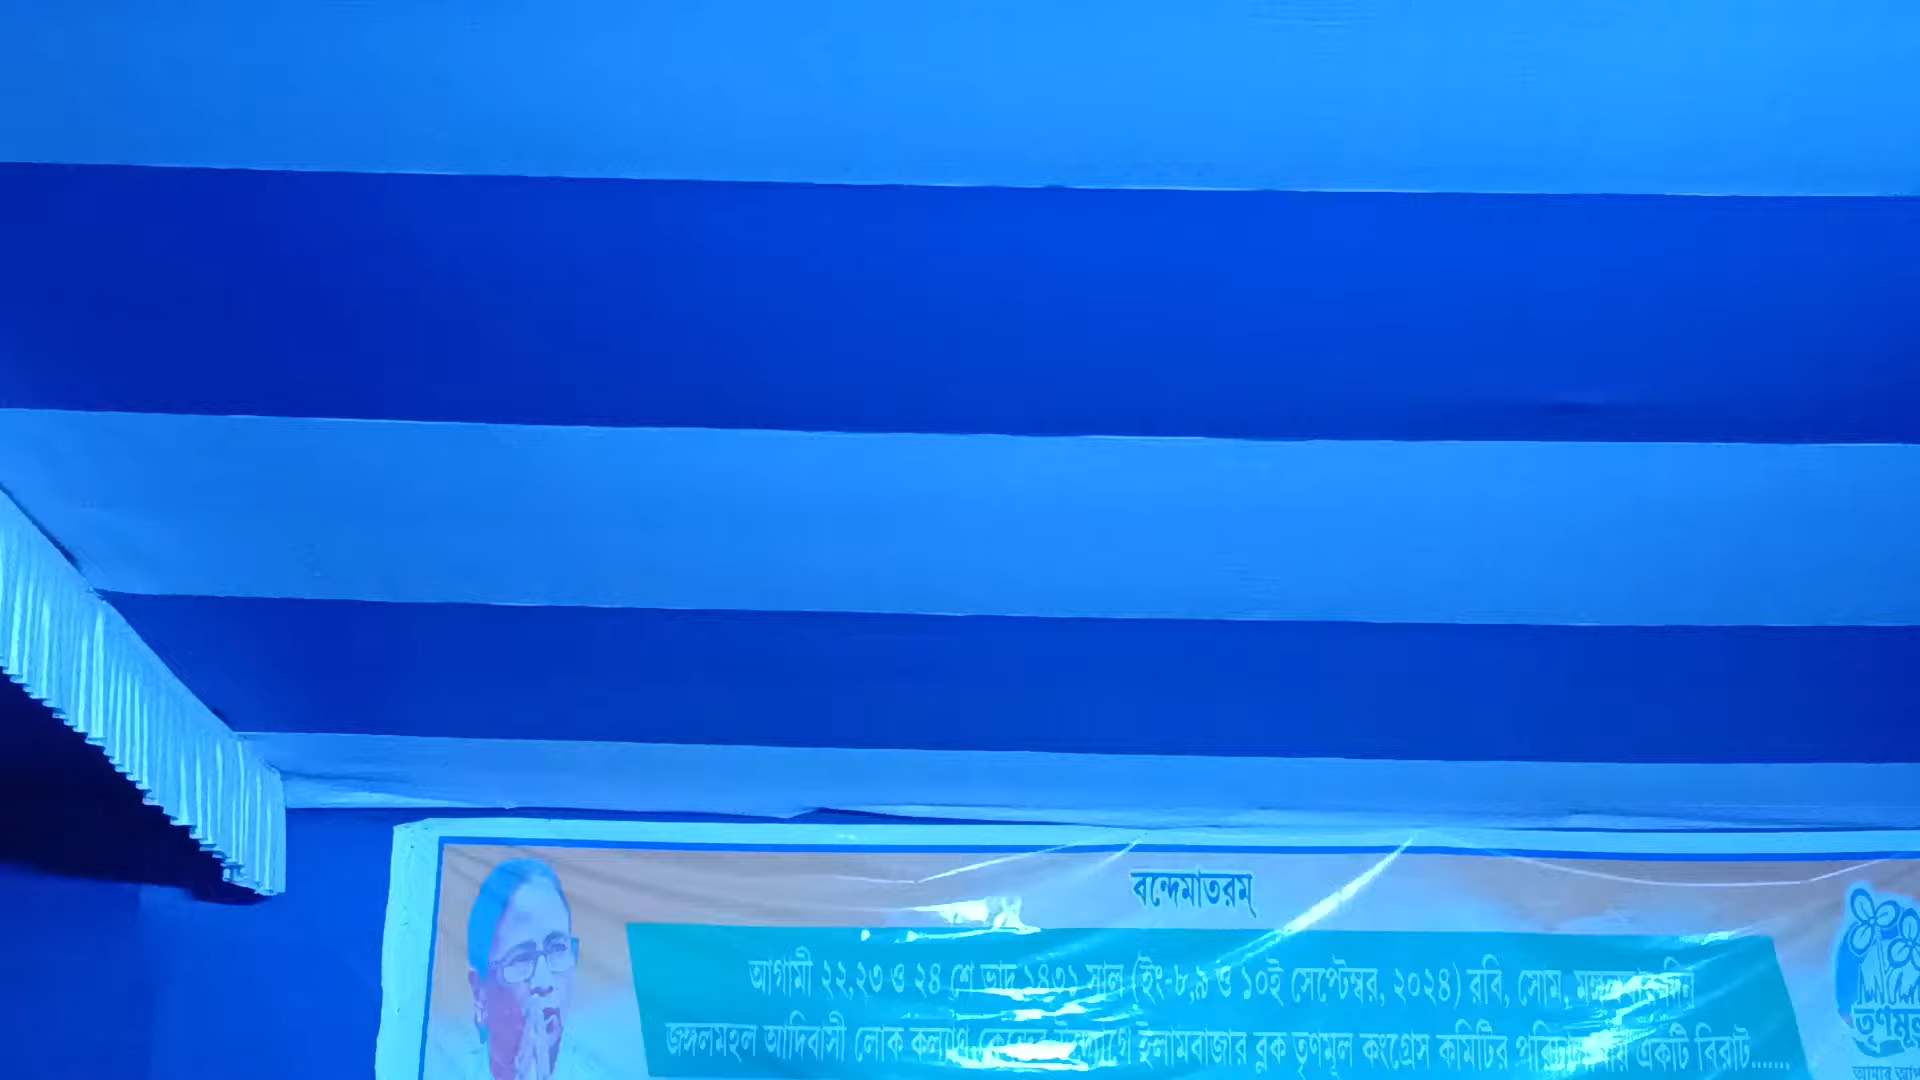 বন্দেমাতরম্
আগামী ২২,২৩ ও ২৪ শে ভাদ্র ১৪৩১ সাল (ইং-৮,৯ ও ১০ই সেপ্টেম্বর, ২০২৪) রবি, সোম,
জঙ্গলমহল আদিবাসী লোক কল্যাণ ইলামবাজার ব্লক তৃণমূল কংগ্রেস কমিটির একটি বিরাট......
তৃণমূল
আমার